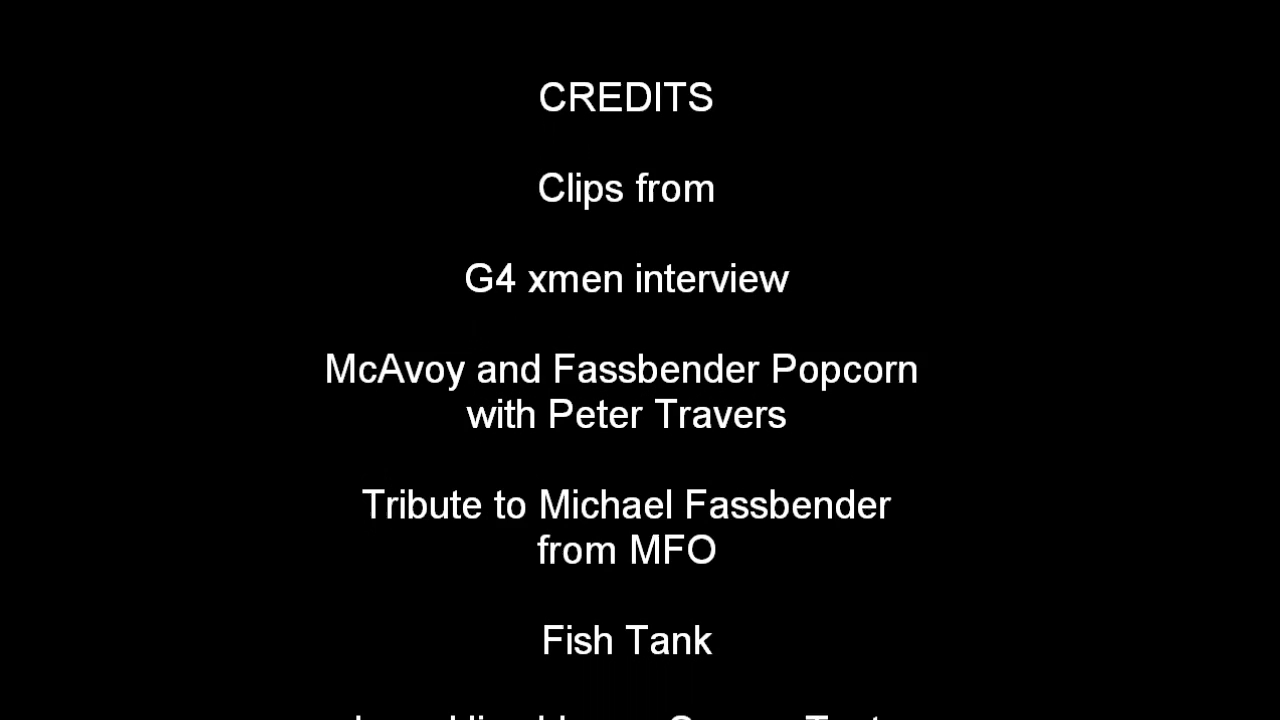 CREDITS
Clips from
G4 xmen interview
McAvoy and Fassbender Popcorn
with Peter Travers
Tribute to Michael Fassbender
from MFO
Fish Tank